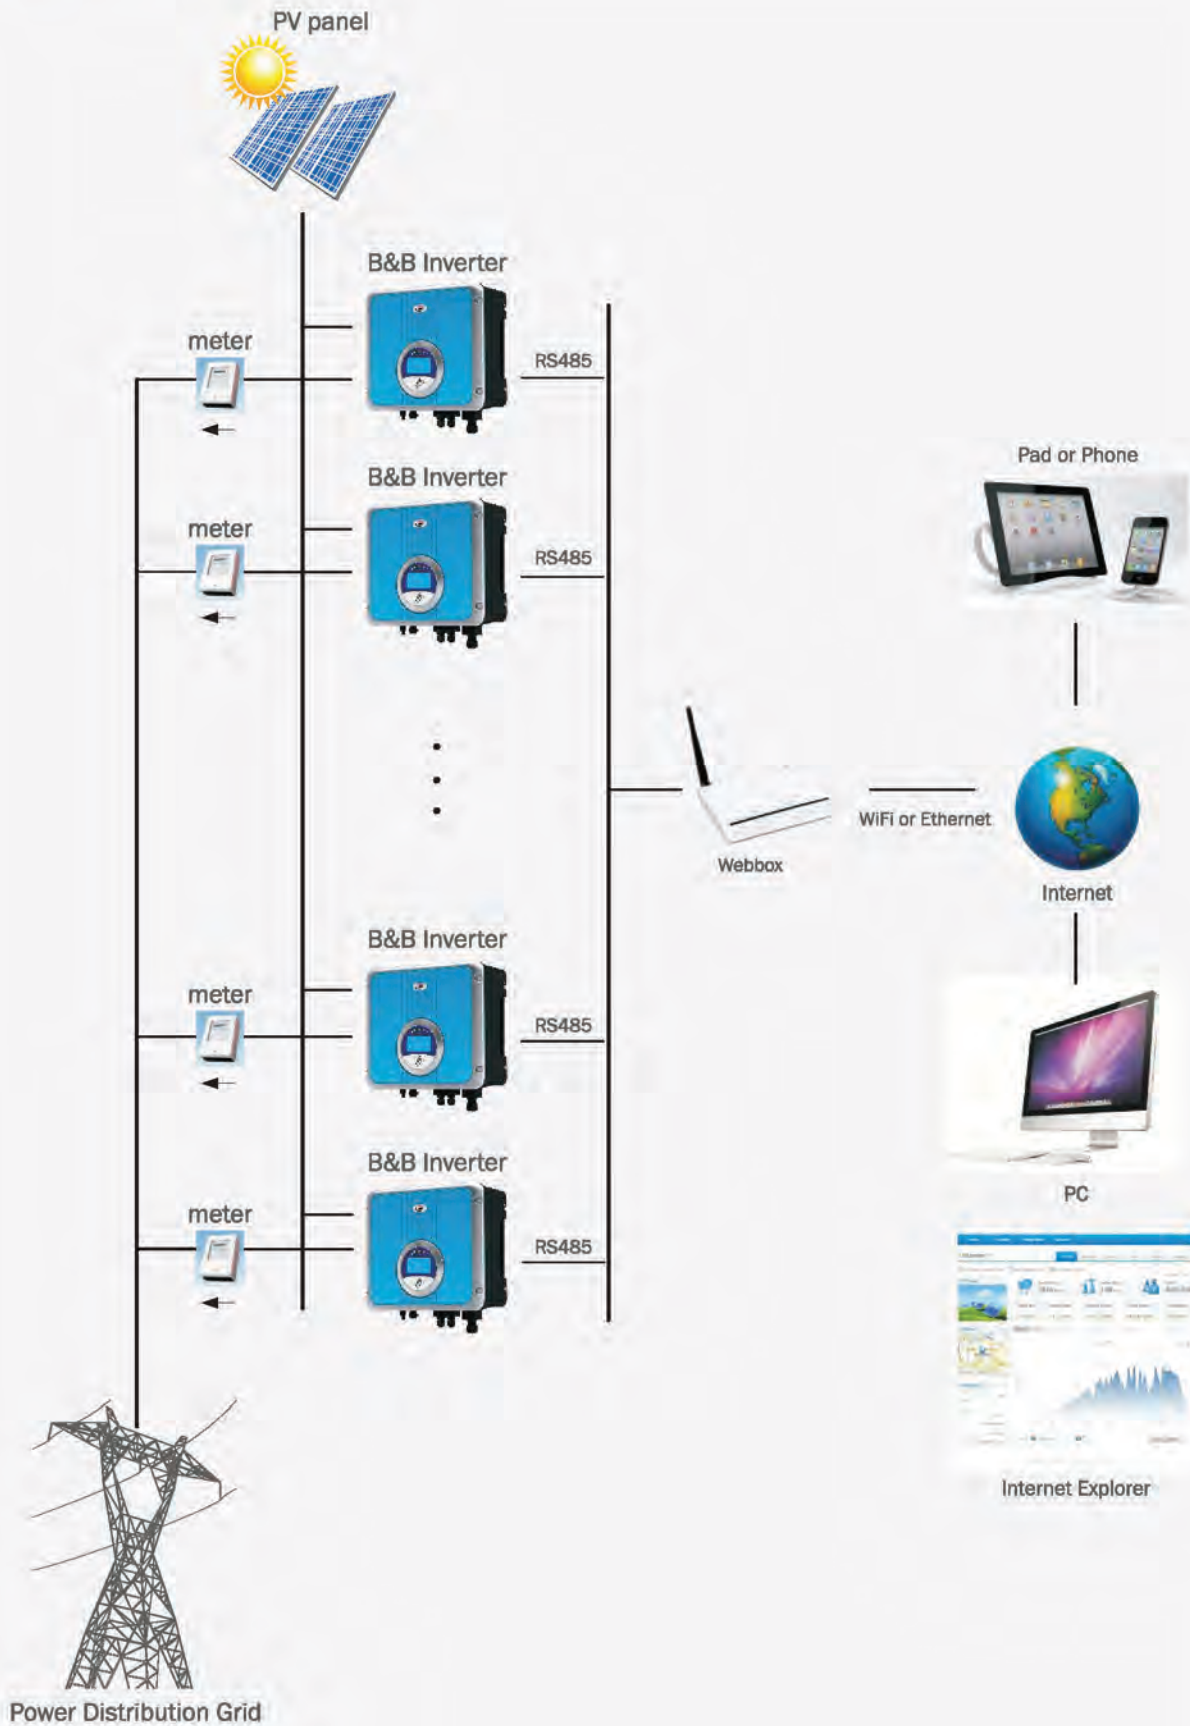 PV panel
B&B Inverter
meter
RS485
B&B Inverter
meter
RS485
Pad or Phone
WiFi or Ethernet
Webbox
Internet
B&B Inverter
meter
RS485
B&B Inverter
PC
meter
RS485
Internet Explorer
Power Distribution Grid